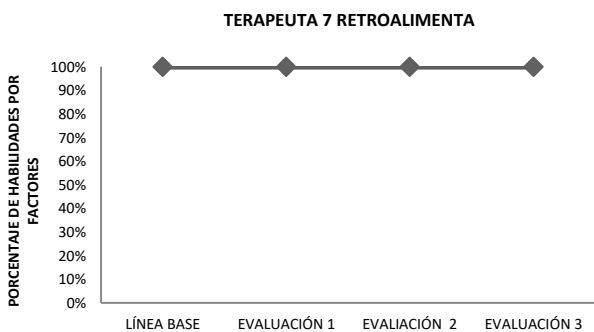 TERAPEUTA 7 RETROALIMENTA
PORCENTAJE DE HABILIDADES POR
FACTORES
100%
90%
80%
70%
60%
50%
40%
30%
20%
10%
0%
LÍNEA BASE EVALUACIÓN 1 EVALIACIÓN 2 EVALUACIÓN 3